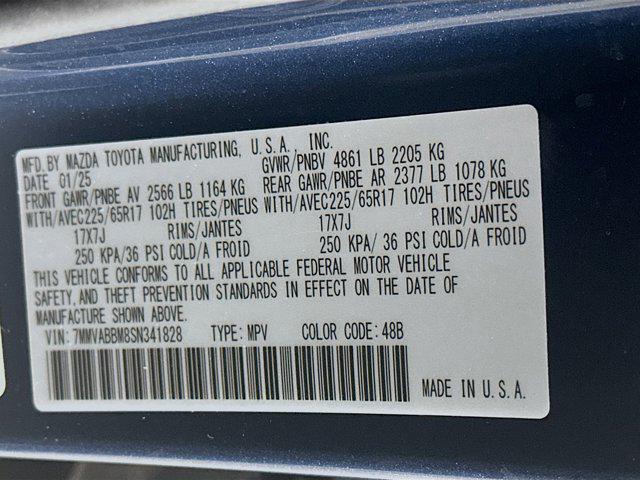 MFD. BY MAZDA TOYOTA MANUFACTURING, U.S.A., INC.
DATE 01/25 GVWR/PNBV 4861 LB 2205 KG
FRONT GAWR/PNBE AV 2566 LB 1164 KG REAR GAWR/PNBE AR 2377 LB 1078 KG
WITH/AVEC225/65R17 102H TIRES/PNEUS WITH/AVEC225/65R17 102H TIRES/PNEUS
17X7J RIMS/JANTES 17X7J RIMS/JANTES
250 KPA/36 PSI COLD/A FROID 250 KPA/ 36 PSI COLD/A FROID
THIS VEHICLE CONFORMS TO ALL APPLICABLE FEDERAL MOTOR VEHICLE
SAFETY, AND THEFT PREVENTION STANDARDS IN EFFECT ON THE DATE OF
MANUFACTURE SHOWN ABOVE.
VIN: 7MMVABBM8SN341828 TYPE: MPV COLOR CODE: 48B
MADE IN U.S.A.